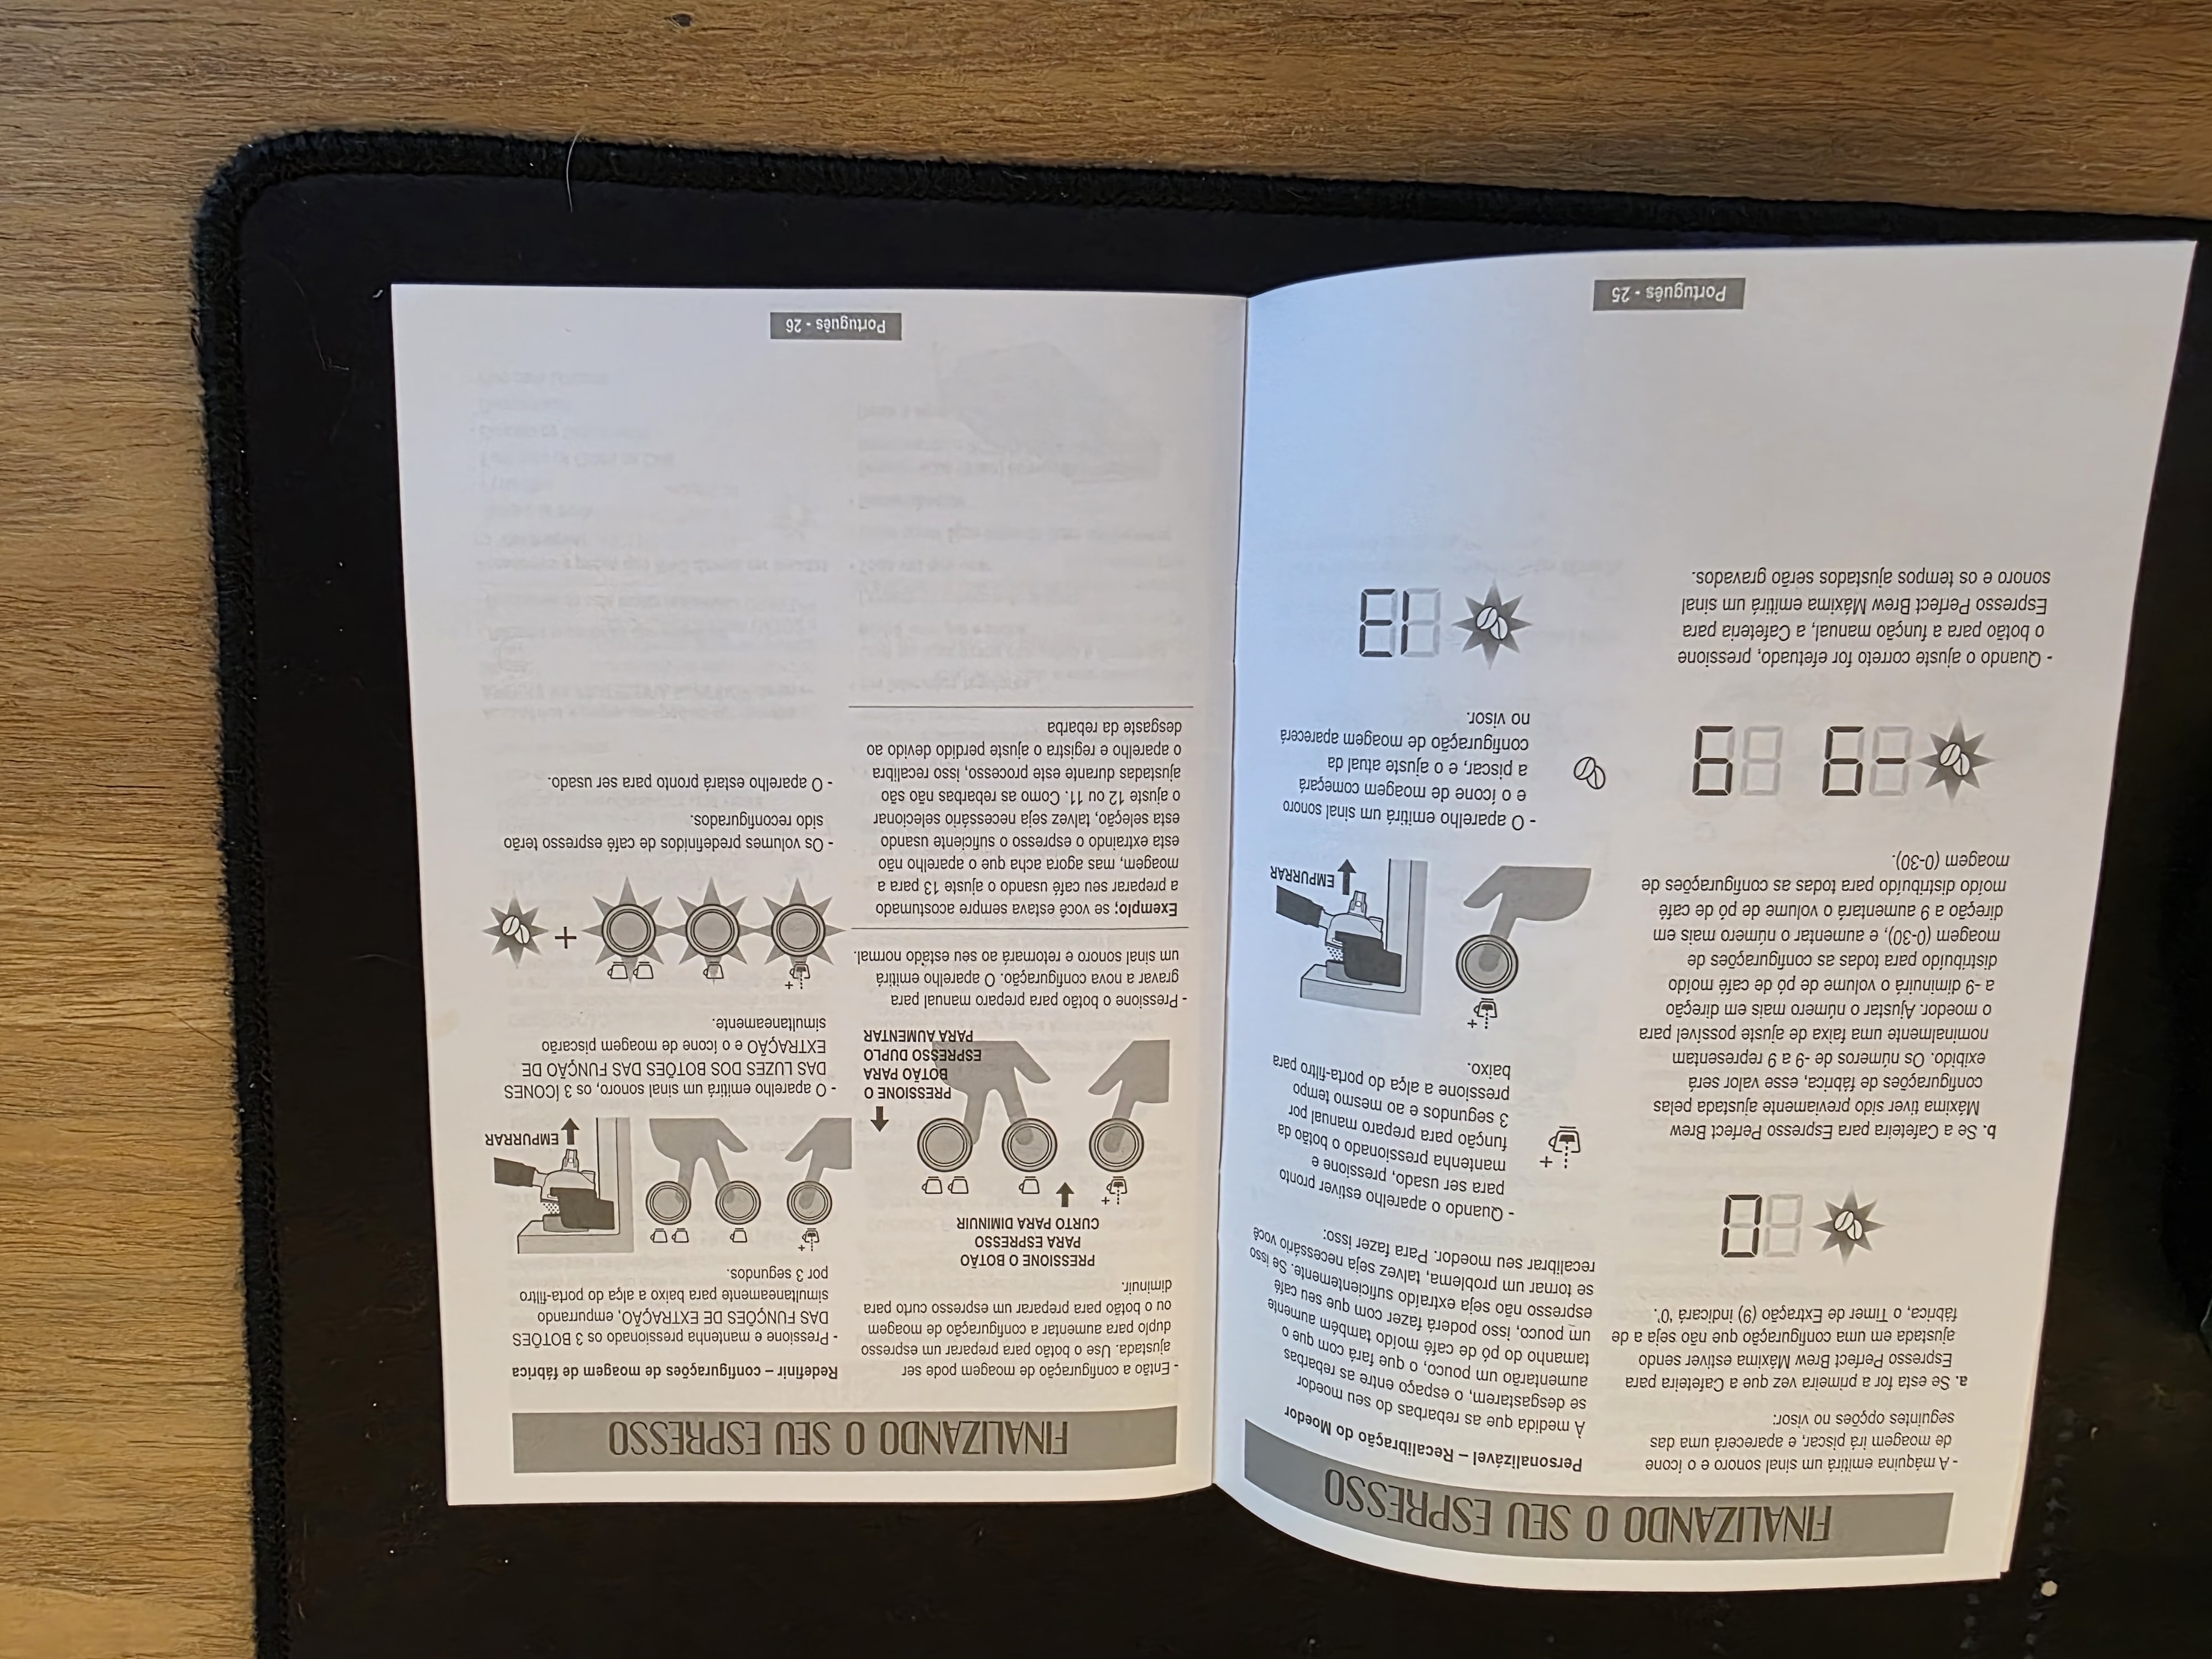 FINALIZANDO O SEU ESPRESSO
- A máquina emitirá um sinal sonoro e o ícone
de moagem irá piscar, e aparecerá uma das
seguintes opções no visor:
a. Se esta for a primeira vez que a Cafeteira para
Espresso Perfect Brew Máxima estiver sendo
ajustada em uma configuração que não seja a de
fábrica, o Timer de Extração (9) indicará ‘0’.
0
b. Se a Cafeteira para Espresso Perfect Brew
Máxima tiver sido previamente ajustada pelas
configurações de fábrica, esse valor será
exibido. Os números de -9 a 9 representam
nominalmente uma faixa de ajuste possível para
o moedor. Ajustar o número mais em direção
a -9 diminuirá o volume de pó de café moído
distribuído para todas as configurações de
moagem (0-30), e aumentar o número mais em
direção a 9 aumentará o volume de pó de café
moído distribuído para todas as configurações de
moagem (0-30).
-9 9
- Quando o ajuste correto for efetuado, pressione
o botão para a função manual, a Cafeteria para
Espresso Perfect Brew Máxima emitirá um sinal
sonoro e os tempos ajustados serão gravados.
Personalizável – Recalibração do Moedor
À medida que as rebarbas do seu moedor
se desgastarem, o espaço entre as rebarbas
aumentarão um pouco, o que fará com que o
tamanho do pó de café moído também aumente
um pouco, isso poderá fazer com que seu café
espresso não seja extraído suficientemente. Se isso
se tornar um problema, talvez seja necessário você
recalibrar seu moedor. Para fazer isso:
- Quando o aparelho estiver pronto
para ser usado, pressione e
mantenha pressionado o botão da
função para preparo manual por
3 segundos e ao mesmo tempo
pressione a alça do porta-filtro para
baixo.
+
+
EMPURRAR
- O aparelho emitirá um sinal sonoro
e o ícone de moagem começará
a piscar, e o ajuste atual da
configuração de moagem aparecerá
no visor.
13
Português - 25
FINALIZANDO O SEU ESPRESSO
- Então a configuração de moagem pode ser
ajustada. Use o botão para preparar um espresso
duplo para aumentar a configuração de moagem
ou o botão para preparar um espresso curto para
diminuir.
PRESSIONE O BOTÃO
PARA ESPRESSO
CURTO PARA DIMINUIR
+
PRESSIONE O
BOTÃO PARA
ESPRESSO DUPLO
PARA AUMENTAR
- Pressione o botão para preparo manual para
gravar a nova configuração. O aparelho emitirá
um sinal sonoro e retornará ao seu estado normal.
Exemplo; se você estava sempre acostumado
a preparar seu café usando o ajuste 13 para a
moagem, mas agora acha que o aparelho não
esta extraindo o espresso o suficiente usando
esta seleção, talvez seja necessário selecionar
o ajuste 12 ou 11. Como as rebarbas não são
ajustadas durante este processo, isso recalibra
o aparelho e registra o ajuste perdido devido ao
desgaste da rebarba
Redefinir – configurações de moagem de fábrica
- Pressione e mantenha pressionado os 3 BOTÕES
DAS FUNÇÕES DE EXTRAÇÃO, empurrando
simultaneamente para baixo a alça do porta-filtro
por 3 segundos.
+
EMPURRAR
- O aparelho emitirá um sinal sonoro, os 3 ÍCONES
DAS LUZES DOS BOTÕES DAS FUNÇÃO DE
EXTRAÇÃO e o ícone de moagem piscarão
simultaneamente.
+
+
- Os volumes predefinidos de café espresso terão
sido reconfigurados.
- O aparelho estará pronto para ser usado.
Português - 26